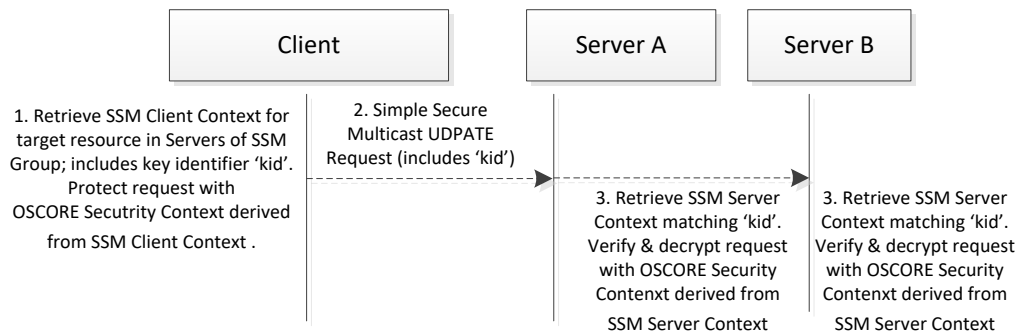 Client
Server A
Server B
1. Retrieve SSM Client Context for
target resource in Servers of SSM
Group; includes key identifier ‘kid’.
Protect request with
OSCORE Secutrity Context derived
from SSM Client Context .
2. Simple Secure
Multicast UDPATE
Request (includes ‘kid’)
3. Retrieve SSM Server
Context matching ‘kid’.
Verify & decrypt request
with OSCORE Security
Contenxt derived from
SSM Server Context
3. Retrieve SSM Server
Context matching ‘kid’.
Verify & decrypt request
with OSCORE Security
Contenxt derived from
SSM Server Context